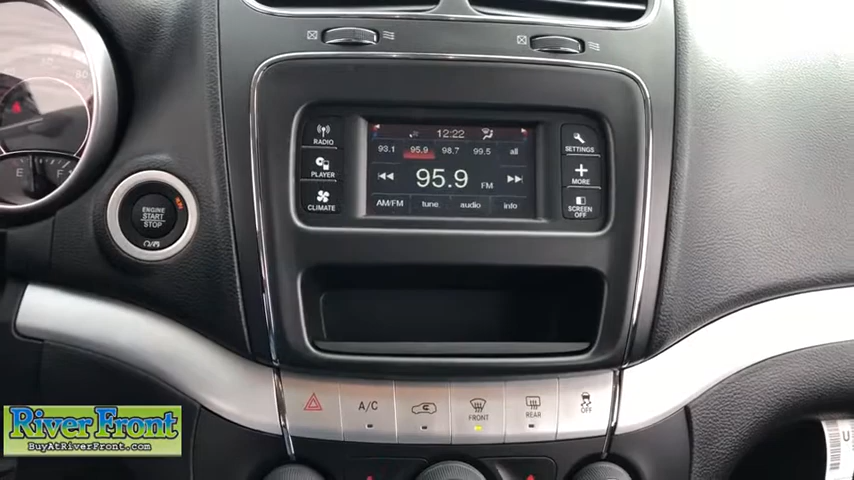 12:22
RADIO
PLAYER
CLIMATE
93.1 95.9 98.7 99.5 all
95.9 FM
AM/FM tune audio info
SETTINGS
MORE
SCREEN
OFF
ENGINE
START
STOP
E F
A/C
FRONT
REAR
OFF
River Front
BuyAtRiverFront.com